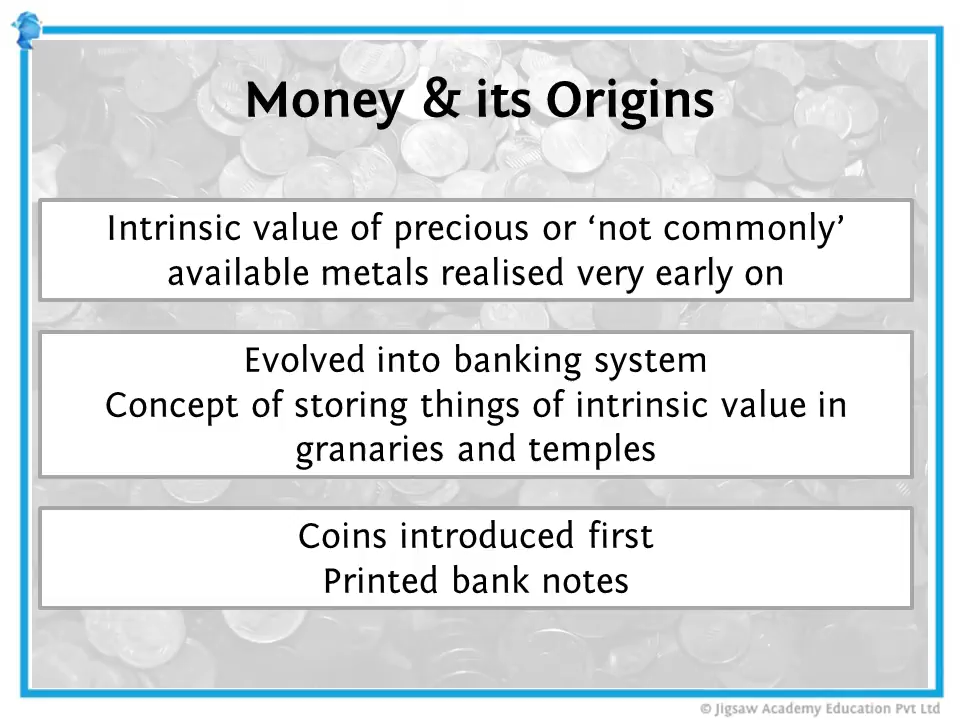 Money & its Origins
Intrinsic value of precious or ‘not commonly’
available metals realised very early on
Evolved into banking system
Concept of storing things of intrinsic value in
granaries and temples
Coins introduced first
Printed bank notes
© Jigsaw Academy Education Pvt Ltd